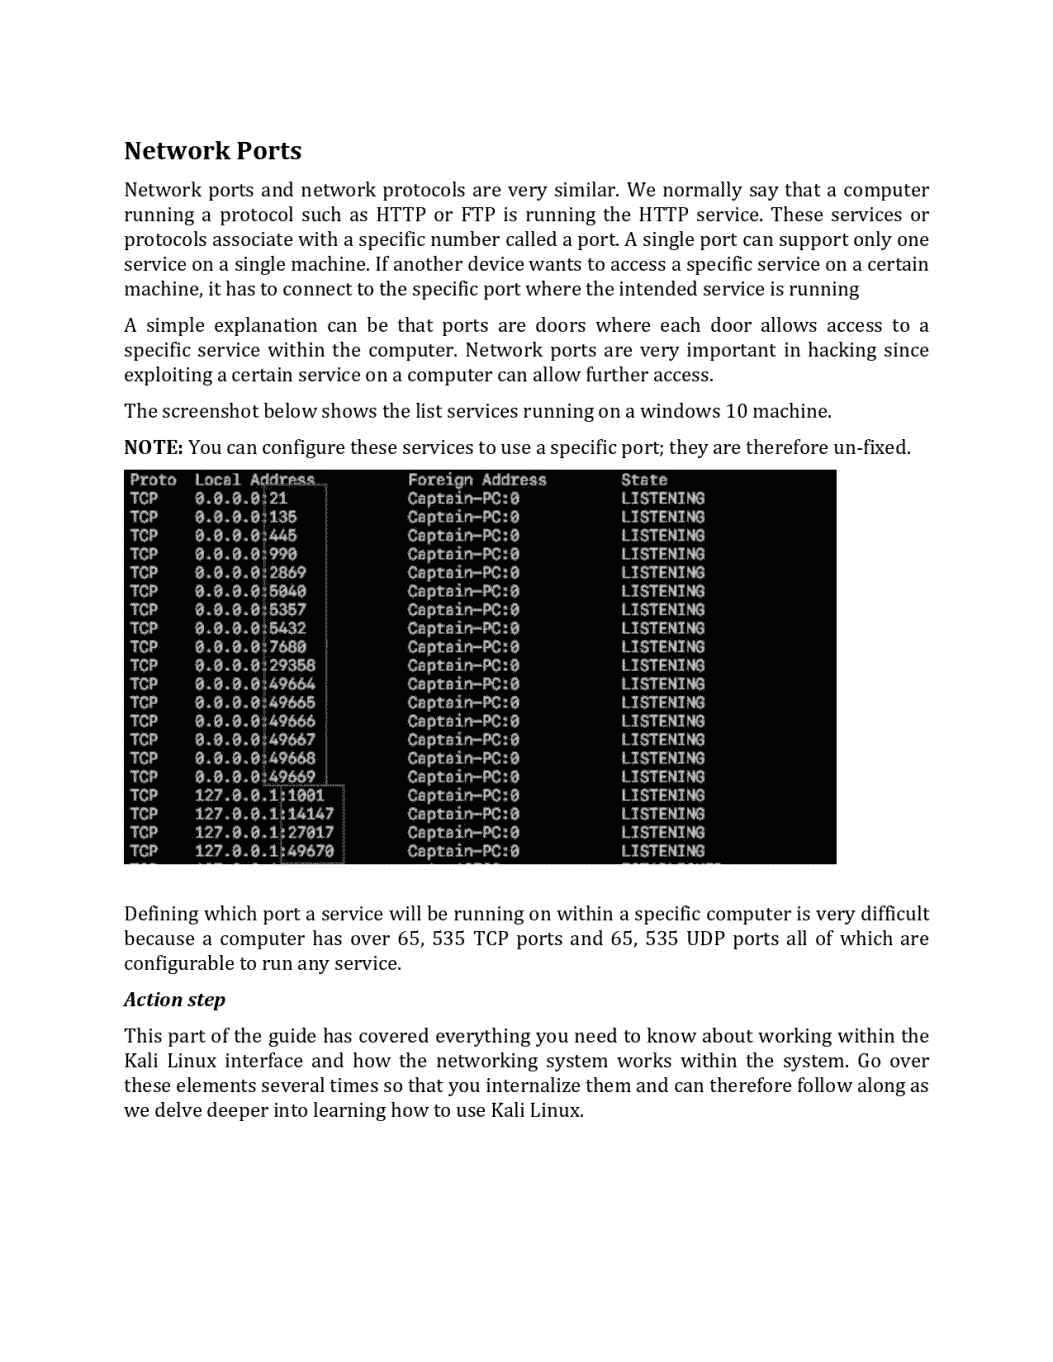 Network Ports
Network ports and network protocols are very similar. We normally say that a computer
running a protocol such as HTTP or FTP is running the HTTP service. These services or
protocols associate with a specific number called a port. A single port can support only one
service on a single machine. If another device wants to access a specific service on a certain
machine, it has to connect to the specific port where the intended service is running
A simple explanation can be that ports are doors where each door allows access to a
specific service within the computer. Network ports are very important in hacking since
exploiting a certain service on a computer can allow further access.
The screenshot below shows the list services running on a windows 10 machine.
NOTE: You can configure these services to use a specific port; they are therefore un-fixed.
Proto Local Address Foreign Address State
TCP 0.0.0.0:21 Captain-PC:0 LISTENING
TCP 0.0.0.0:135 Captain-PC:0 LISTENING
TCP 0.0.0.0:445 Captain-PC:0 LISTENING
TCP 0.0.0.0:990 Captain-PC:0 LISTENING
TCP 0.0.0.0:2869 Captain-PC:0 LISTENING
TCP 0.0.0.0:5040 Captain-PC:0 LISTENING
TCP 0.0.0.0:5357 Captain-PC:0 LISTENING
TCP 0.0.0.0:5432 Captain-PC:0 LISTENING
TCP 0.0.0.0:7680 Captain-PC:0 LISTENING
TCP 0.0.0.0:29358 Captain-PC:0 LISTENING
TCP 0.0.0.0:49664 Captain-PC:0 LISTENING
TCP 0.0.0.0:49665 Captain-PC:0 LISTENING
TCP 0.0.0.0:49666 Captain-PC:0 LISTENING
TCP 0.0.0.0:49667 Captain-PC:0 LISTENING
TCP 0.0.0.0:49668 Captain-PC:0 LISTENING
TCP 0.0.0.0:49669 Captain-PC:0 LISTENING
TCP 127.0.0.1:1001 Captain-PC:0 LISTENING
TCP 127.0.0.1:14147 Captain-PC:0 LISTENING
TCP 127.0.0.1:27017 Captain-PC:0 LISTENING
TCP 127.0.0.1:49670 Captain-PC:0 LISTENING
Defining which port a service will be running on within a specific computer is very difficult
because a computer has over 65, 535 TCP ports and 65, 535 UDP ports all of which are
configurable to run any service.
Action step
This part of the guide has covered everything you need to know about working within the
Kali Linux interface and how the networking system works within the system. Go over
these elements several times so that you internalize them and can therefore follow along as
we delve deeper into learning how to use Kali Linux.